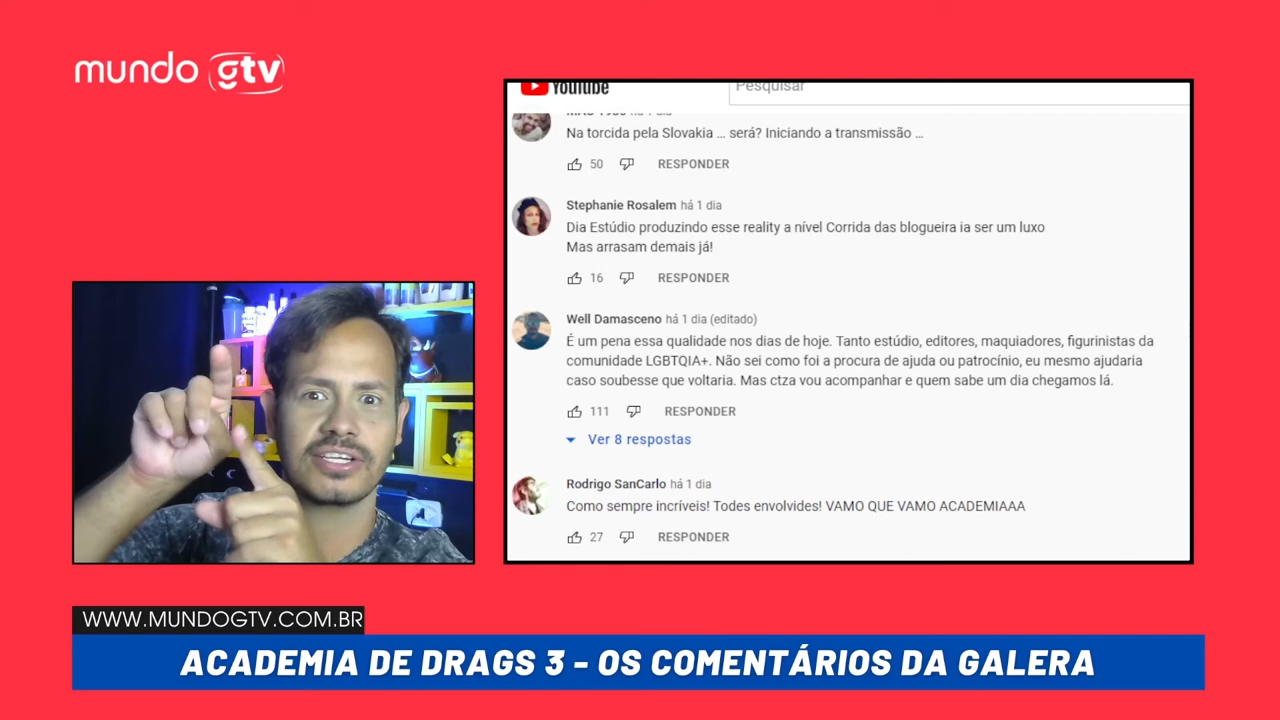 mundo gtv
YouTube
Pesquisar
Na torcida pela Slovakia ... será? Iniciando a transmissão ...
50 RESPONDER
Stephanie Rosalem há 1 dia
Dia Estúdio produzindo esse reality a nível Corrida das blogueira ia ser um luxo
Mas arrasam demais já!
16 RESPONDER
Well Damasceno há 1 dia (editado)
É um pena essa qualidade nos dias de hoje. Tanto estúdio, editores, maquiadores, figurinistas da
comunidade LGBTQIA+. Não sei como foi a procura de ajuda ou patrocínio, eu mesmo ajudaria
caso soubesse que voltaria. Mas ctza vou acompanhar e quem sabe um dia chegamos lá.
111 RESPONDER
Ver 8 respostas
Rodrigo SanCarlo há 1 dia
Como sempre incríveis! Todes envolvides! VAMO QUE VAMO ACADEMIAAA
27 RESPONDER
WWW.MUNDOGTV.COM.BR
ACADEMIA DE DRAGS 3 - OS COMENTÁRIOS DA GALERA